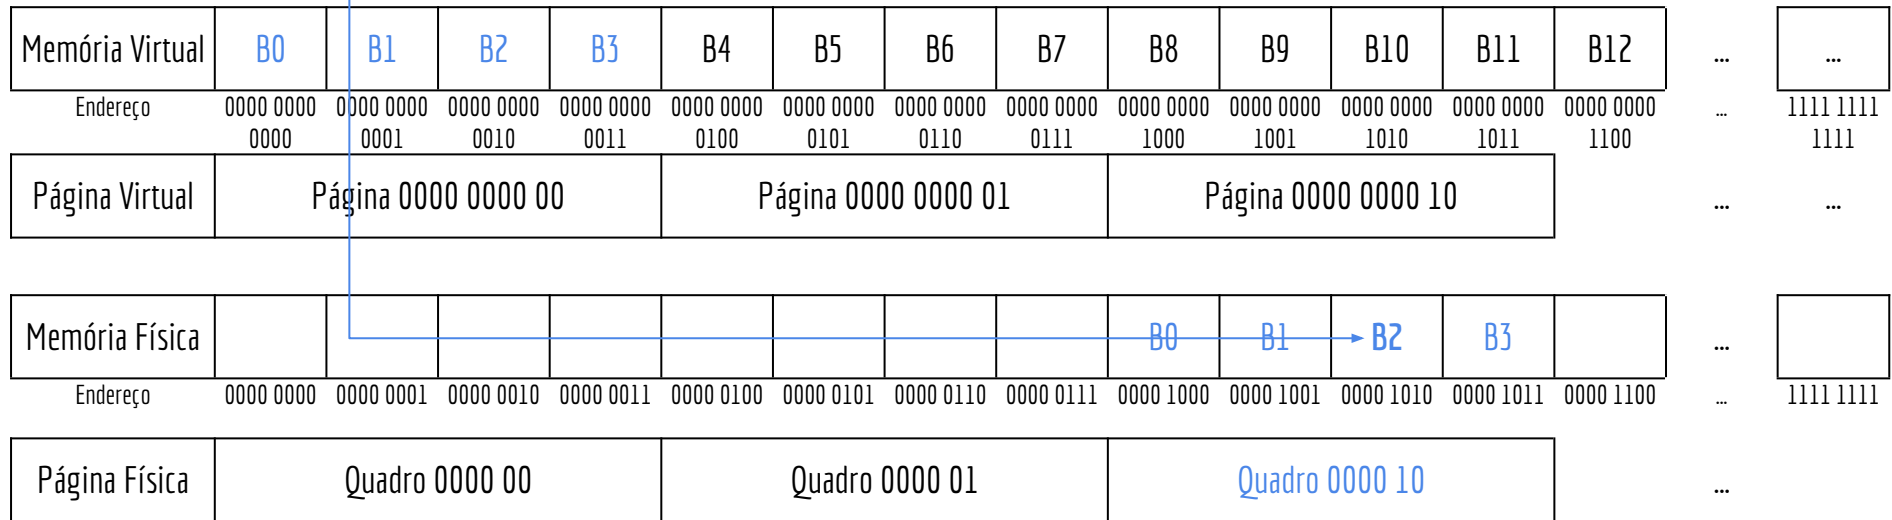 Memória Virtual B0 B1 B2 B3 B4 B5 B6 B7 B8 B9 B10 B11 B12 ... ...
Endereço 0000 0000 0000 0000 0000 0000 0000 0000 0000 0000 0000 0000 0000 0000 0000 0000 0000 0000 0000 0000 0000 0000 0000 0000 0000 0000 ... 1111 1111
0000 0001 0010 0011 0100 0101 0110 0111 1000 1001 1010 1011 1100 1111
Página Virtual Página 0000 0000 00 Página 0000 0000 01 Página 0000 0000 10 ... ...
Memória Física B0 B1 B2 B3 ...
Endereço 0000 0000 0000 0001 0000 0010 0000 0011 0000 0100 0000 0101 0000 0110 0000 0111 0000 1000 0000 1001 0000 1010 0000 1011 0000 1100 ... 1111 1111
Página Física Quadro 0000 00 Quadro 0000 01 Quadro 0000 10 ...